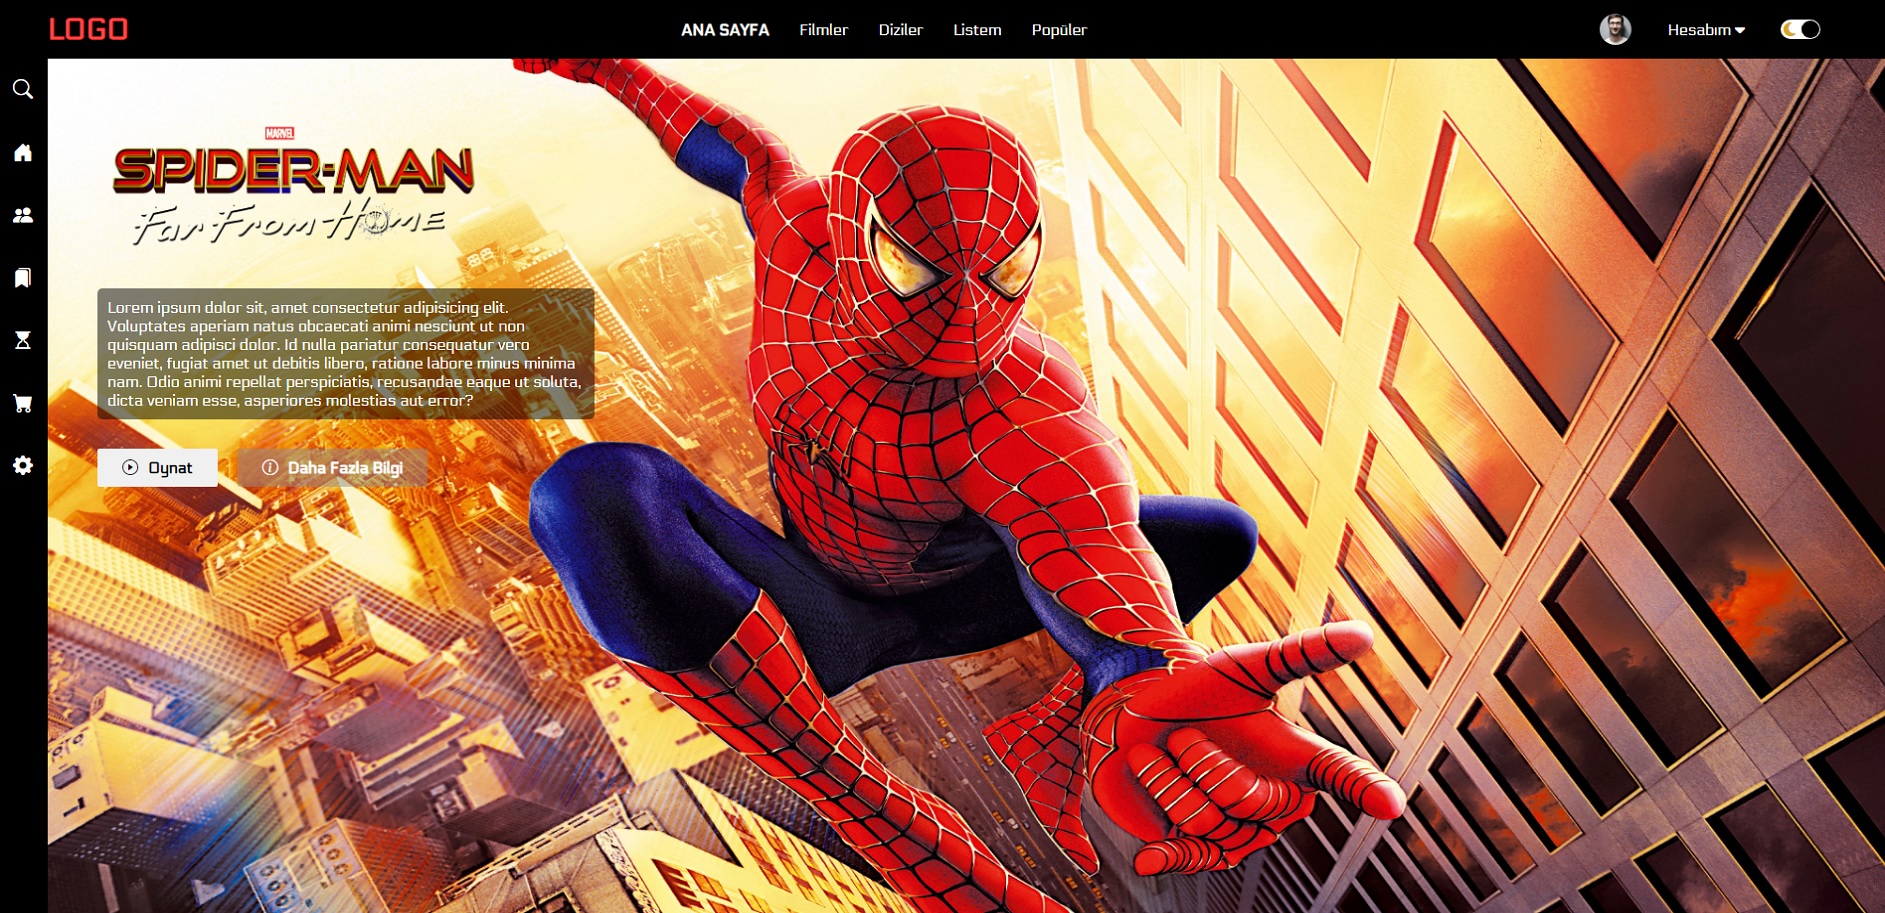 LOGO
ANA SAYFA Filmler Diziler Listem Popüler
Hesabım
MARVEL
SPIDER-MAN
Far From Home
Lorem ipsum dolor sit, amet consectetur adipisicing elit.
Voluptates aperiam natus obcaecati animi nesciunt ut non
quisquam adipisci dolor. Id nulla pariatur consequatur vero
eveniet, fugiat amet ut debitis libero, ratione labore minus minima
nam. Odio animi repellat perspiciatis, recusandae eaque ut soluta,
dicta veniam esse, asperiores molestias aut error?
Oynat
Daha Fazla Bilgi